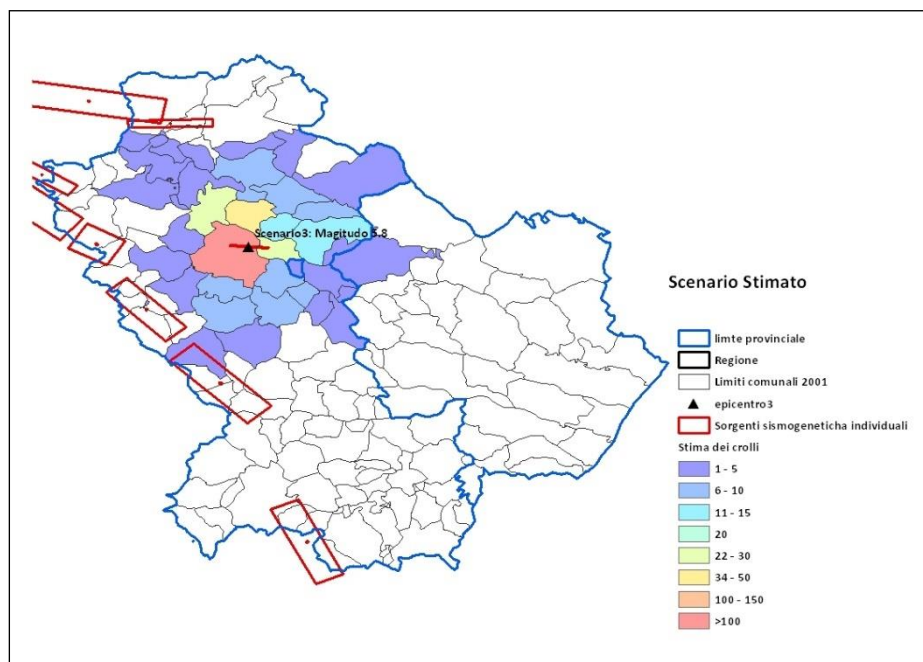 Scenario3: Magitudo 5.8
Scenario Stimato
limte provinciale
Regione
Limiti comunali 2001
epicentro3
Sorgenti sismogeneticha individuali
Stima dei crolli
1 - 5
6 - 10
11 - 15
20
22 - 30
34 - 50
100 - 150
>100